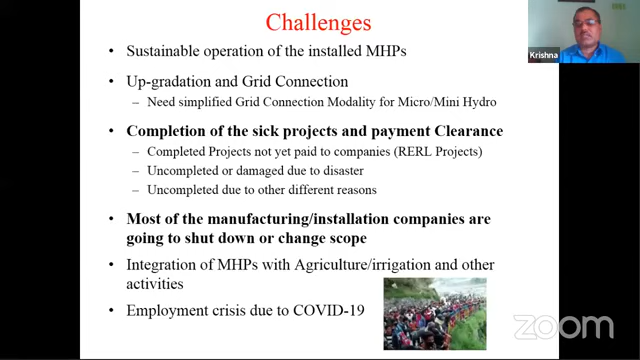 Challenges
• Sustainable operation of the installed MHPs
• Up-gradation and Grid Connection
– Need simplified Grid Connection Modality for Micro/Mini Hydro
• Completion of the sick projects and payment Clearance
– Completed Projects not yet paid to companies (RERL Projects)
– Uncompleted or damaged due to disaster
– Uncompleted due to other different reasons
• Most of the manufacturing/installation companies are
going to shut down or change scope
• Integration of MHPs with Agriculture/irrigation and other
activities
• Employment crisis due to COVID-19
Krishna
zoom